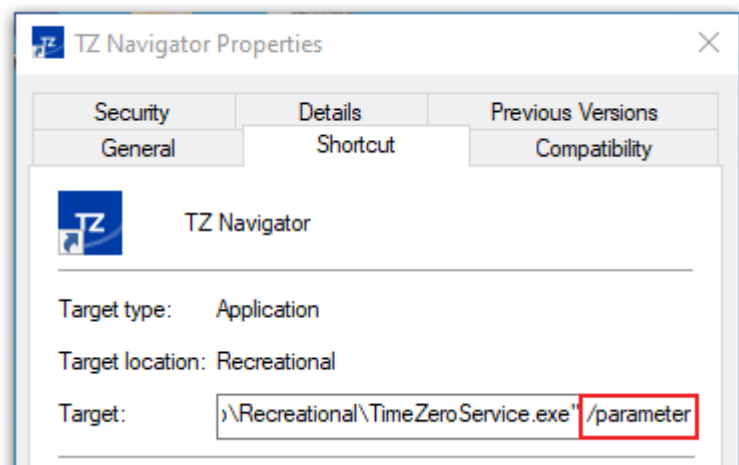 TZ TZ Navigator Properties
Security Details Previous Versions
General Shortcut Compatibility
TZ TZ Navigator
Target type: Application
Target location: Recreational
Target: \Recreational\TimeZeroService.exe" /parameter